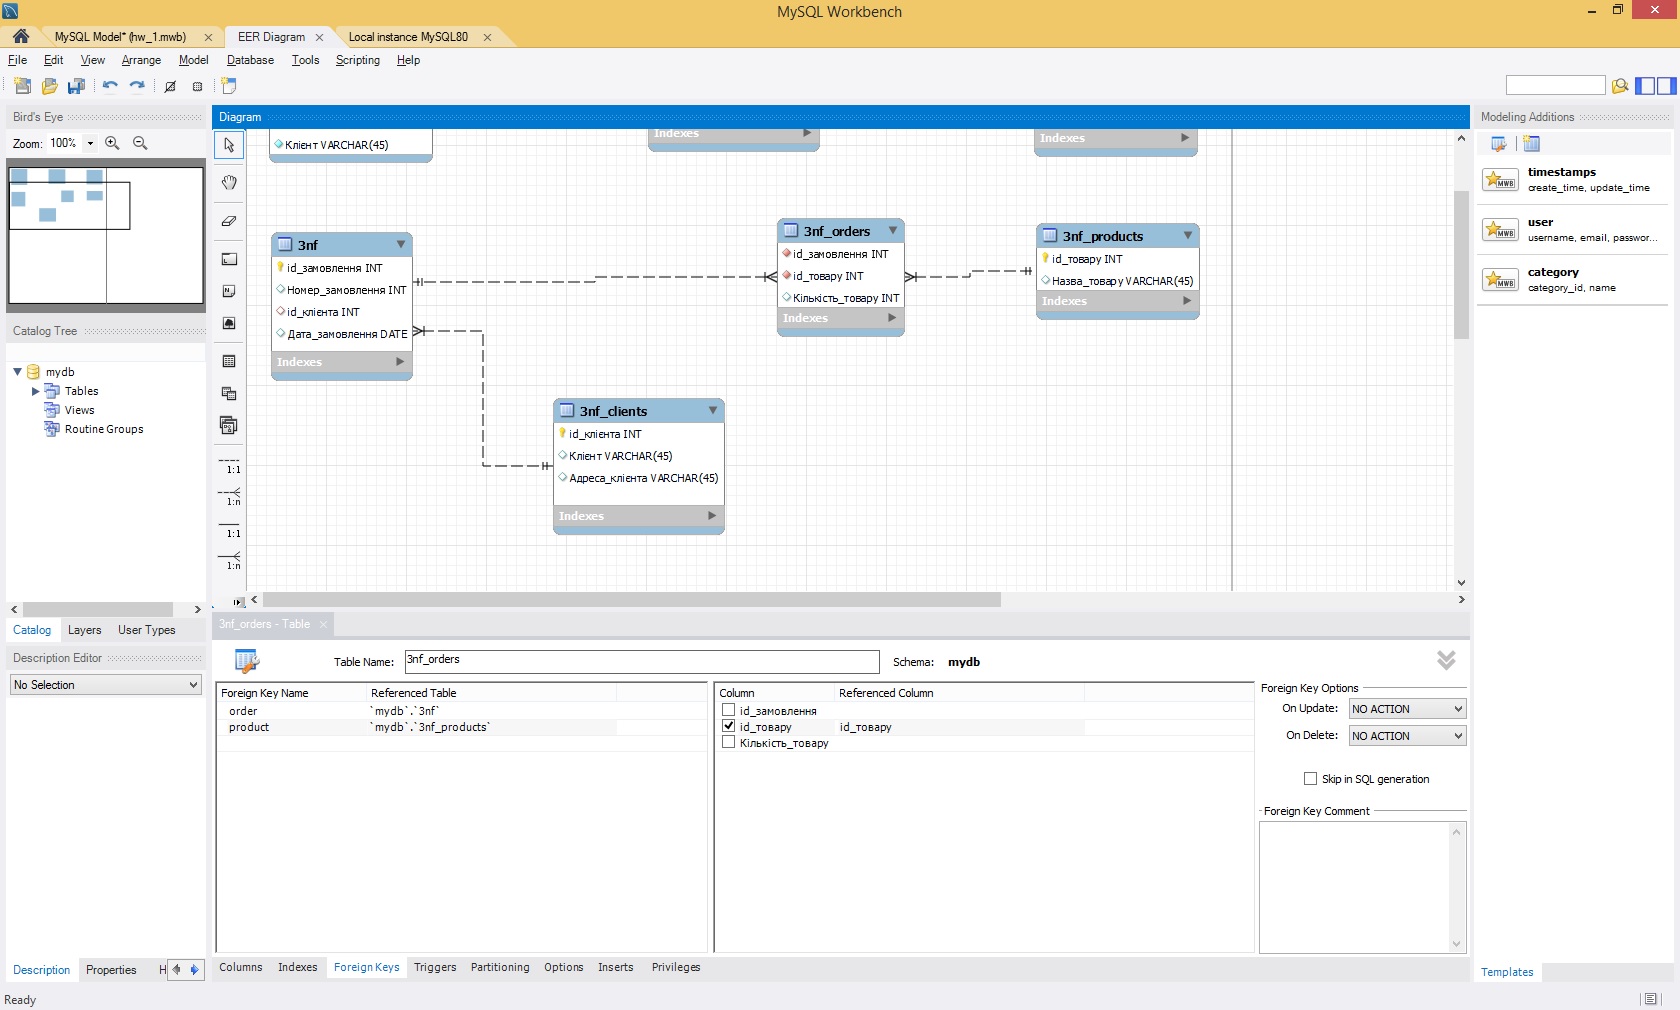 MySQL Workbench
MySQL Model* (hw_1.mwb)
EER Diagram
Local instance MySQL80
File Edit View Arrange Model Database Tools Scripting Help
Bird's Eye
Zoom: 100%
Catalog Tree
mydb
Tables
Views
Routine Groups
Catalog Layers User Types
Description Editor
No Selection
Description Properties H
Ready
Diagram
1:1
1:n
1:1
1:n
Клієнт VARCHAR(45)
Indexes
Indexes
3nf
id_замовлення INT
Номер_замовлення INT
id_клієнта INT
Дата_замовлення DATE
Indexes
3nf_orders
id_замовлення INT
id_товару INT
Кількість_товару INT
Indexes
3nf_products
id_товару INT
Назва_товару VARCHAR(45)
Indexes
3nf_clients
id_клієнта INT
Клієнт VARCHAR(45)
Адреса_клієнта VARCHAR(45)
Indexes
3nf_orders - Table
Table Name: 3nf_orders
Schema: mydb
Foreign Key Name Referenced Table
order `mydb`.`3nf`
product `mydb`.`3nf_products`
Column Referenced Column
id_замовлення
id_товару id_товару
Кількість_товару
Foreign Key Options
On Update: NO ACTION
On Delete: NO ACTION
Skip in SQL generation
Foreign Key Comment
Columns Indexes Foreign Keys Triggers Partitioning Options Inserts Privileges
Modeling Additions
MWB
timestamps
create_time, update_time
MWB
user
username, email, passwor...
MWB
category
category_id, name
Templates